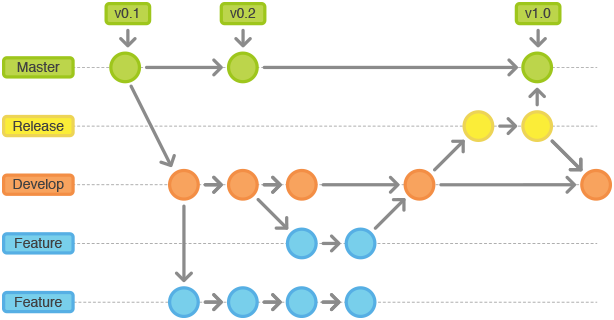 v0.1
v0.2
v1.0
Master
Release
Develop
Feature
Feature